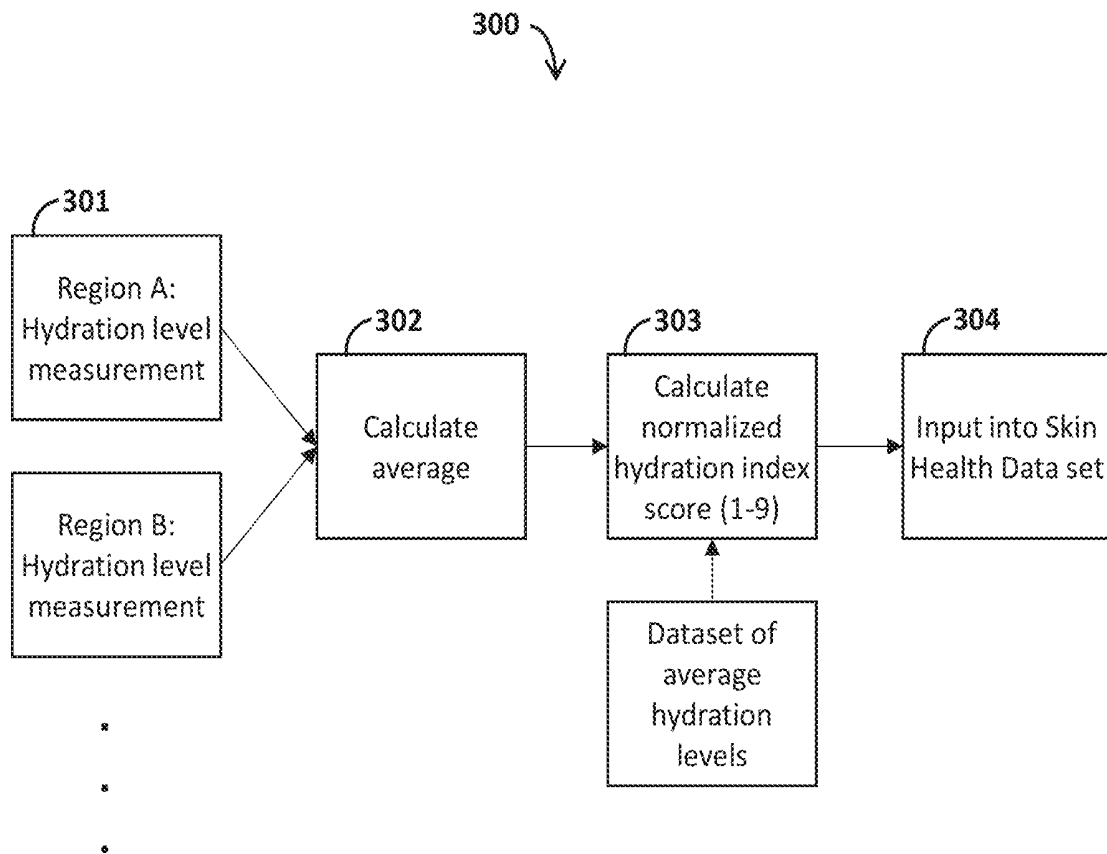 300
301
Region A:
Hydration level
measurement
Region B:
Hydration level
measurement
302
Calculate
average
303
Calculate
normalized
hydration index
score (1-9)
Dataset of
average
hydration
levels
304
Input into Skin
Health Data set